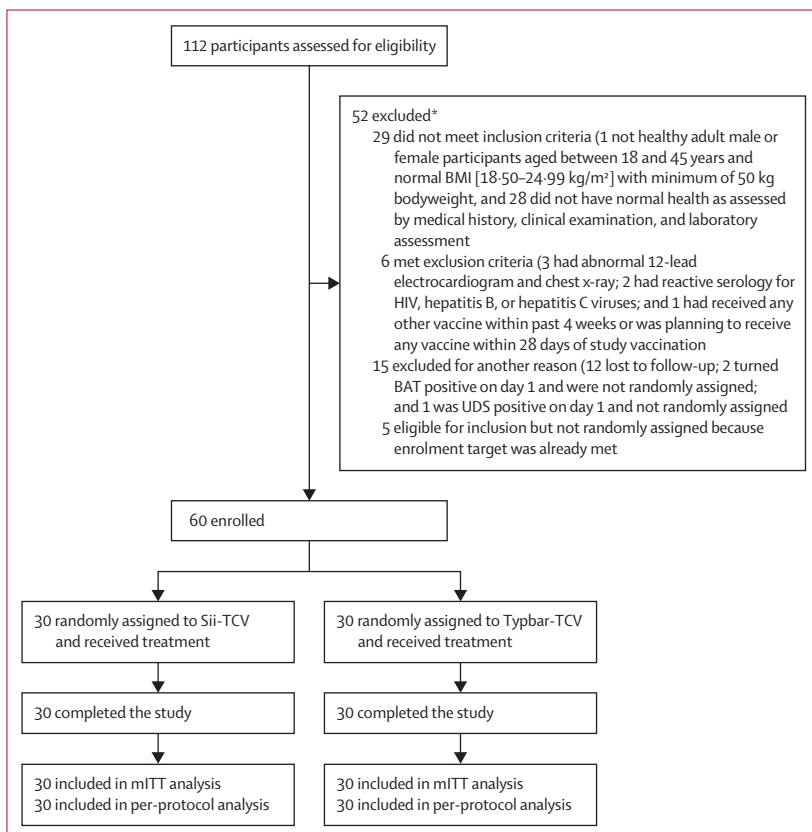 112 participants assessed for eligibility
52 excluded*
29 did not meet inclusion criteria (1 not healthy adult male or
female participants aged between 18 and 45 years and
normal BMI [18·50–24·99 kg/m²] with minimum of 50 kg
bodyweight, and 28 did not have normal health as assessed
by medical history, clinical examination, and laboratory
assessment
6 met exclusion criteria (3 had abnormal 12-lead
electrocardiogram and chest x-ray; 2 had reactive serology for
HIV, hepatitis B, or hepatitis C viruses; and 1 had received any
other vaccine within past 4 weeks or was planning to receive
any vaccine within 28 days of study vaccination
15 excluded for another reason (12 lost to follow-up; 2 turned
BAT positive on day 1 and were not randomly assigned;
and 1 was UDS positive on day 1 and not randomly assigned
5 eligible for inclusion but not randomly assigned because
enrolment target was already met
60 enrolled
30 randomly assigned to Sii-TCV
and received treatment
30 randomly assigned to Typbar-TCV
and received treatment
30 completed the study
30 completed the study
30 included in mITT analysis
30 included in per-protocol analysis
30 included in mITT analysis
30 included in per-protocol analysis